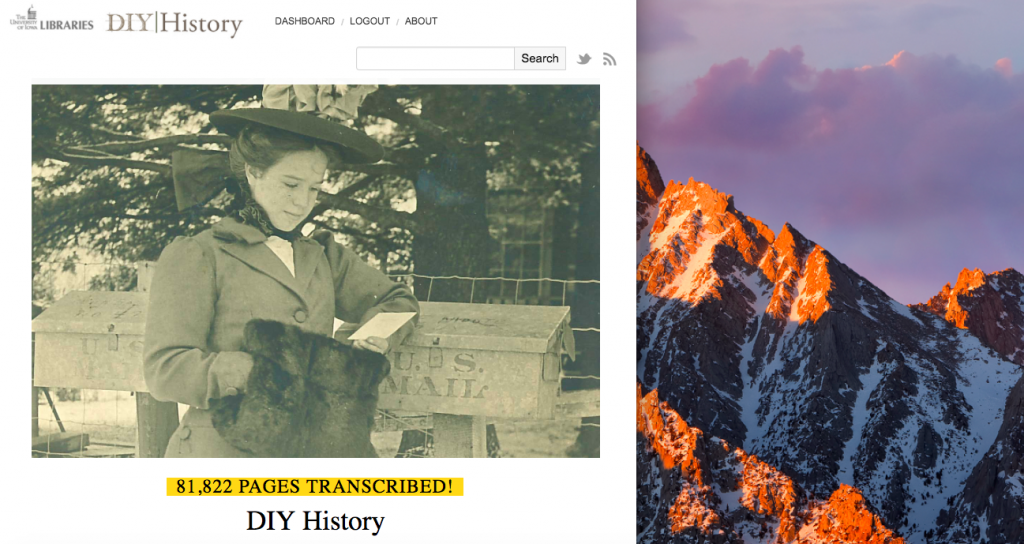 THE UNIVERSITY OF IOWA LIBRARIES
DIY|History
DASHBOARD / LOGOUT / ABOUT
Search
U.S.
U.S. MAIL
81,822 PAGES TRANSCRIBED!
DIY History